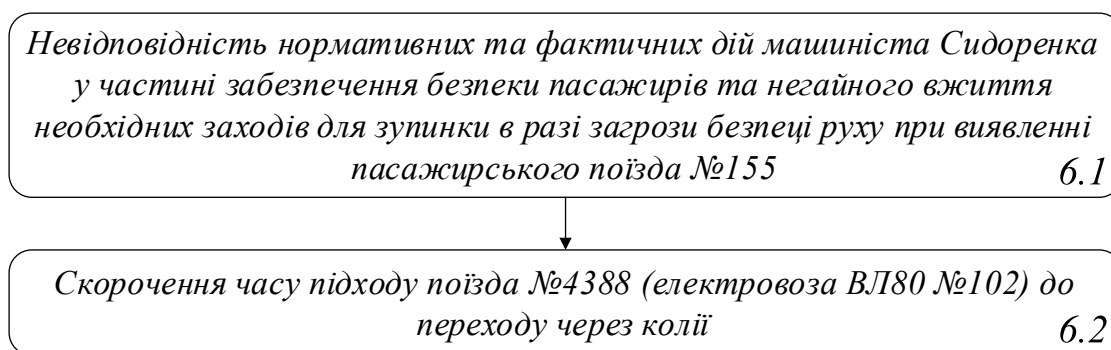 Невідповідність нормативних та фактичних дій машиніста Сидоренка
у частині забезпечення безпеки пасажирів та негайного вжиття
необхідних заходів для зупинки в разі загрози безпеці руху при виявленні
пасажирського поїзда №155 6.1
Скорочення часу підходу поїзда №4388 (електровоза ВЛ80 №102) до
переходу через колії 6.2